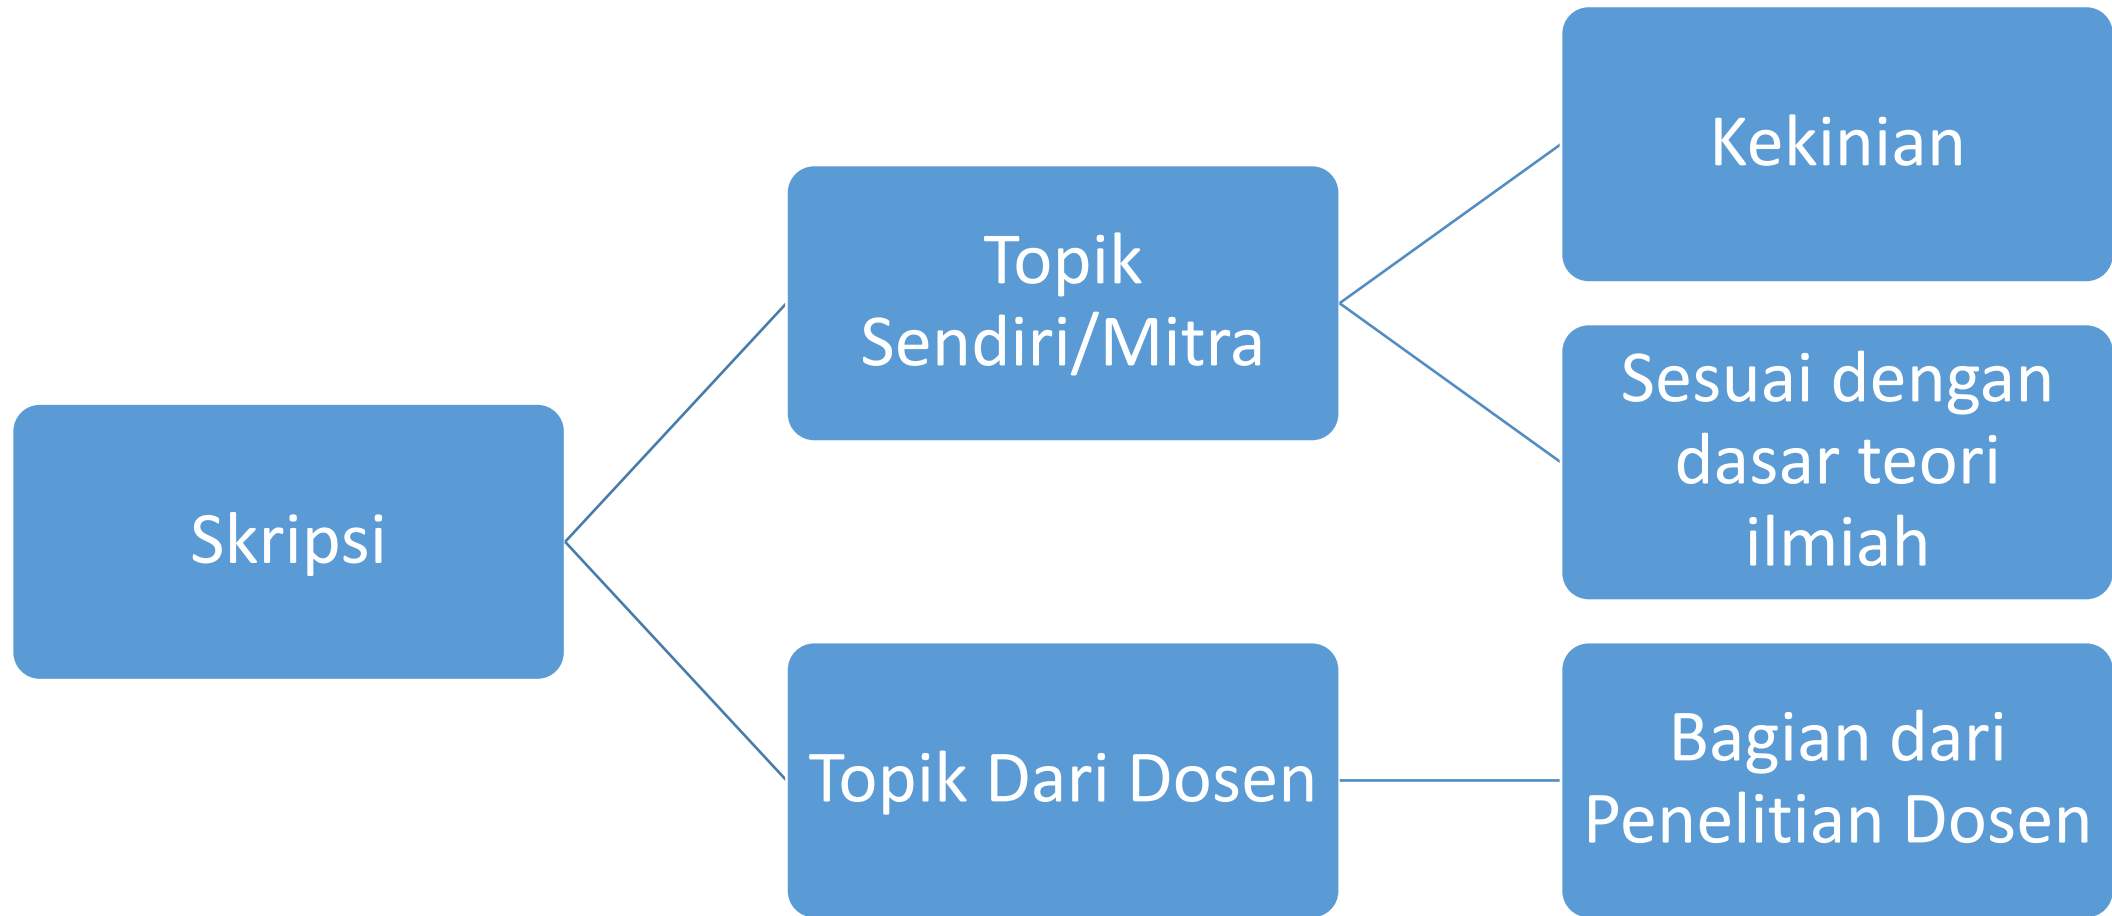 Skripsi
Topik
Sendiri/Mitra
Kekinian
Sesuai dengan
dasar teori
ilmiah
Topik Dari Dosen
Bagian dari
Penelitian Dosen